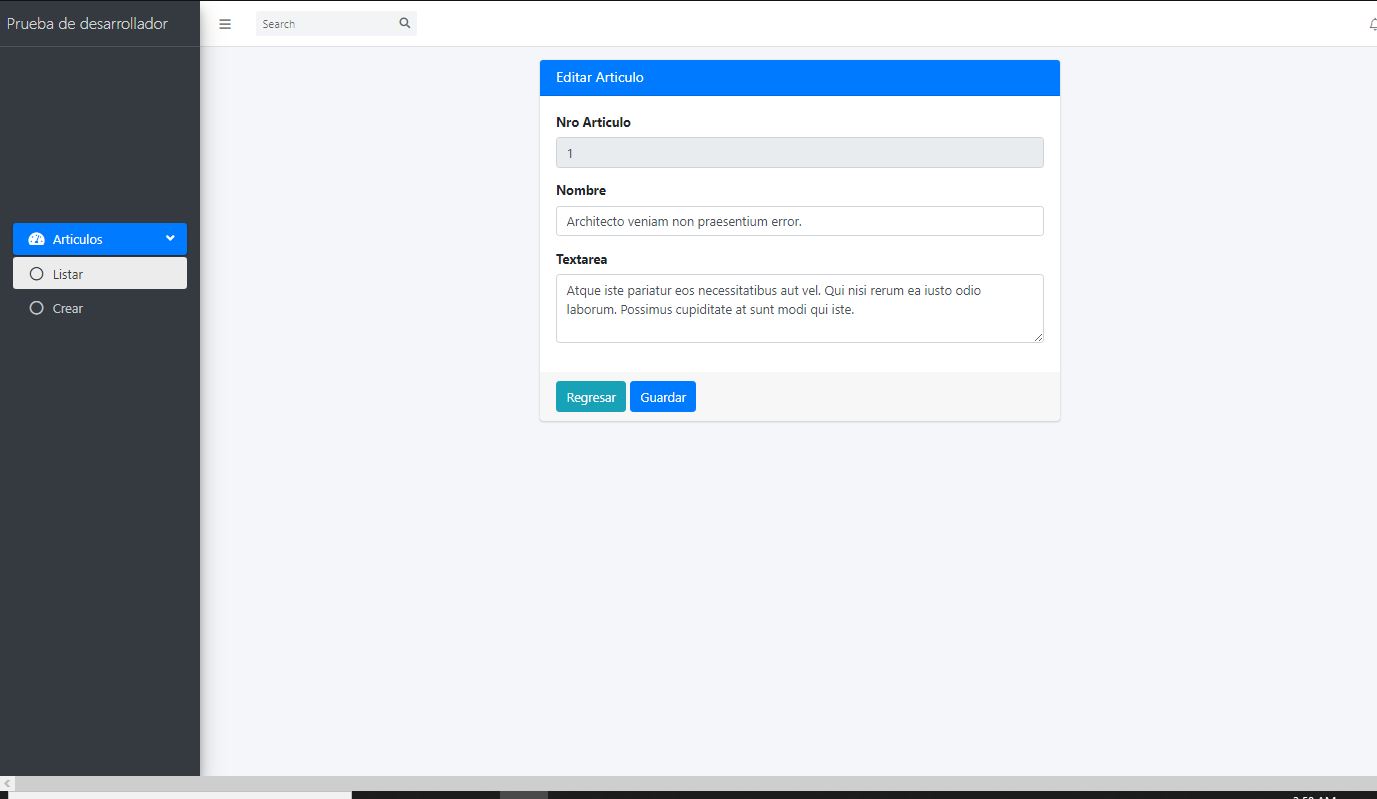 Prueba de desarrollador
Search
Articulos
Listar
Crear
Editar Articulo
Nro Articulo
1
Nombre
Architecto veniam non praesentium error.
Textarea
Atque iste pariatur eos necessitatibus aut vel. Qui nisi rerum ea iusto odio
laborum. Possimus cupiditate at sunt modi qui iste.
Regresar
Guardar